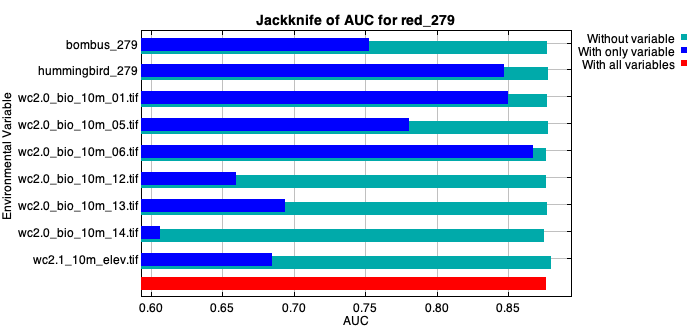 Jackknife of AUC for red_279
Without variable
With only variable
With all variables
Environmental Variable
bombus_279
hummingbird_279
wc2.0_bio_10m_01.tif
wc2.0_bio_10m_05.tif
wc2.0_bio_10m_06.tif
wc2.0_bio_10m_12.tif
wc2.0_bio_10m_13.tif
wc2.0_bio_10m_14.tif
wc2.1_10m_elev.tif
0.60 0.65 0.70 0.75 0.80 0.85
AUC